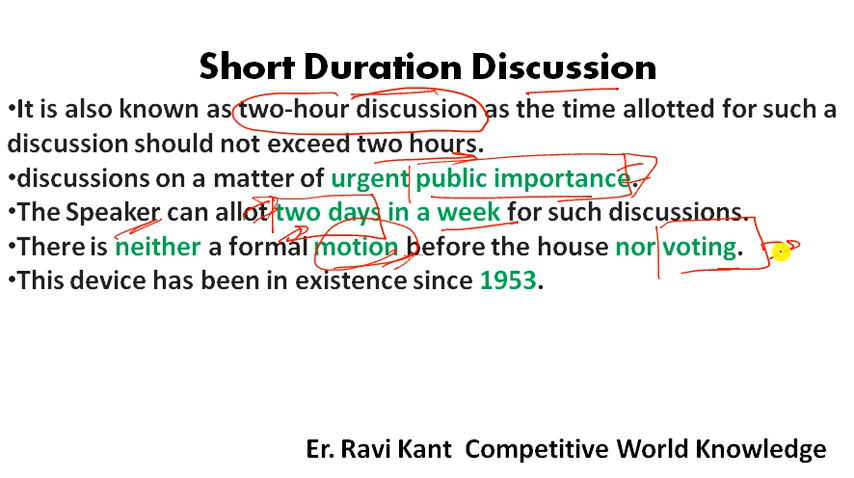 Short Duration Discussion
•It is also known as two-hour discussion as the time allotted for such a
discussion should not exceed two hours.
•discussions on a matter of urgent public importance.
•The Speaker can allot two days in a week for such discussions.
•There is neither a formal motion before the house nor voting.
•This device has been in existence since 1953.
Er. Ravi Kant  Competitive World Knowledge